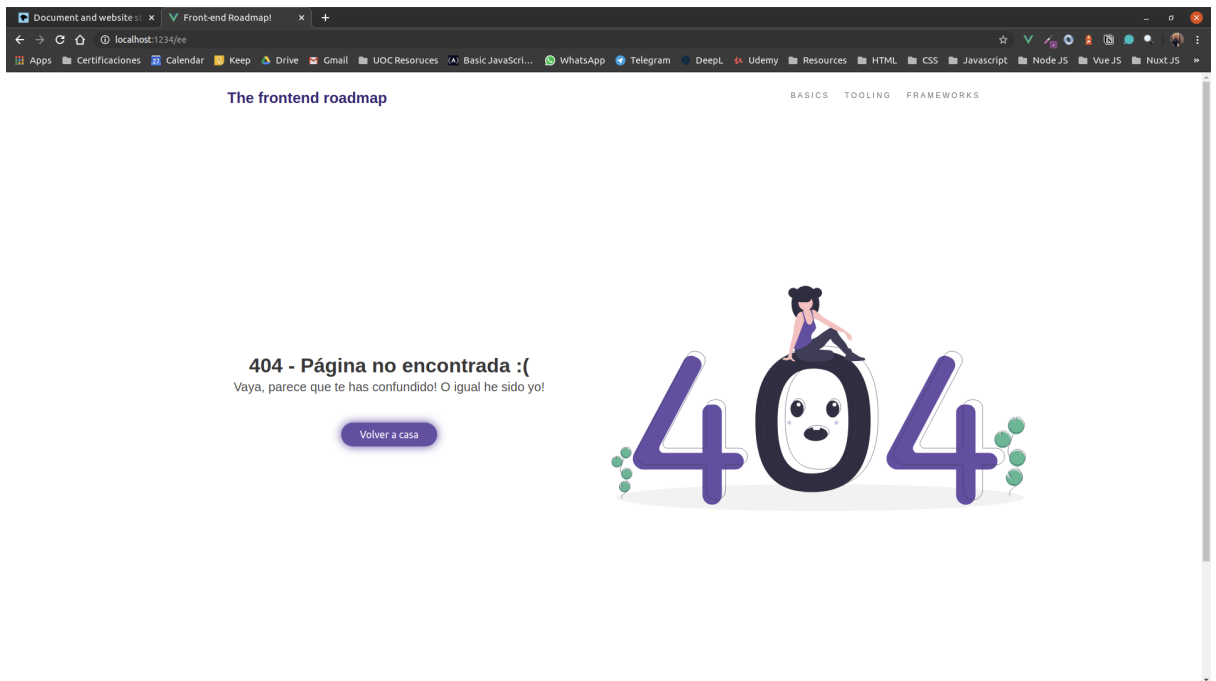 Document and website st
Front-end Roadmap!
localhost:1234/ee
Apps Certificaciones Calendar Keep Drive Gmail UOC Resoruces Basic JavaScri... WhatsApp Telegram DeepL Udemy Resources HTML CSS Javascript Node JS Vue JS Nuxt JS »
The frontend roadmap
BASICS TOOLING FRAMEWORKS
404 - Página no encontrada :(
Vaya, parece que te has confundido! O igual he sido yo!
Volver a casa
404